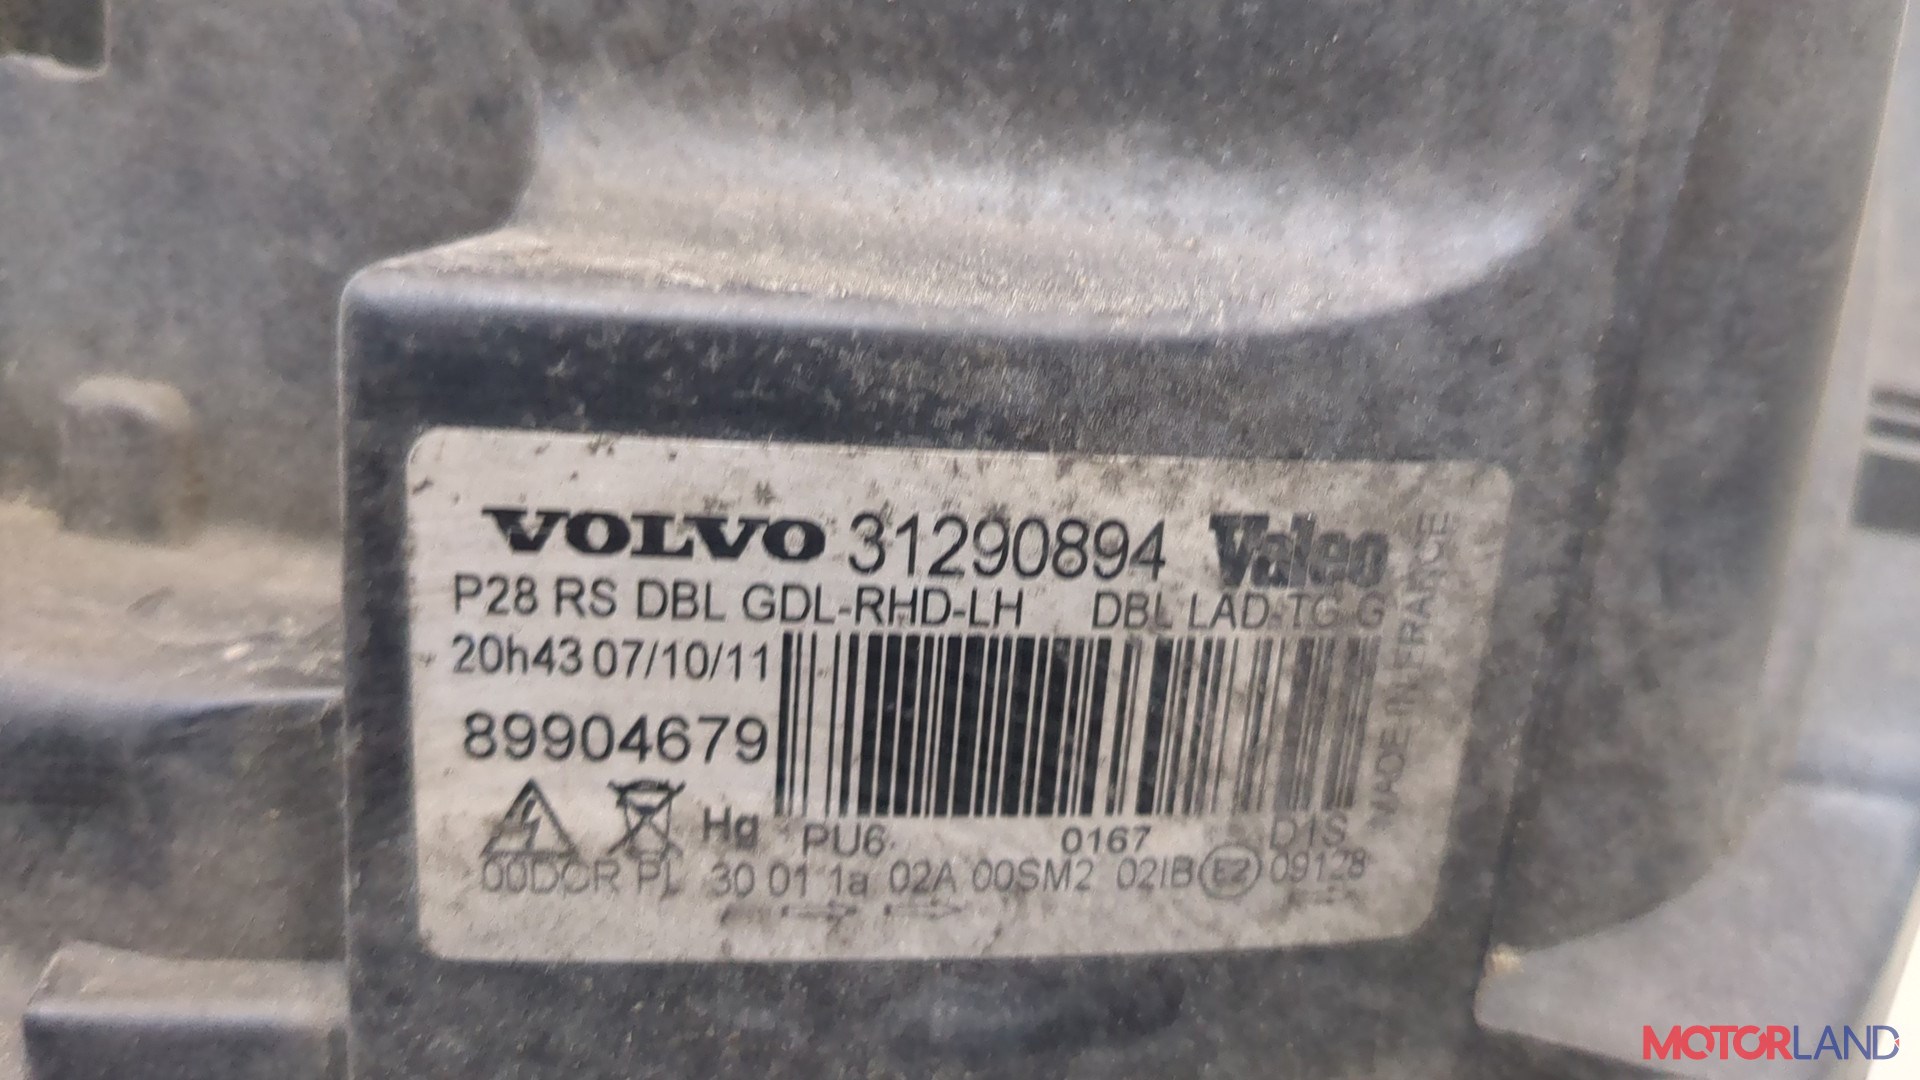 VOLVO 31290894 Valeo
P28 RS DBL GDL-RHD-LH DBL LAD-TG-G
20h43 07/10/11
89904679
Hg PU6 0167 D1S
00DCR PL 30 01 1a 02A 00SM2 02IB E2 09128
MADE IN FRANCE
MOTORLAND